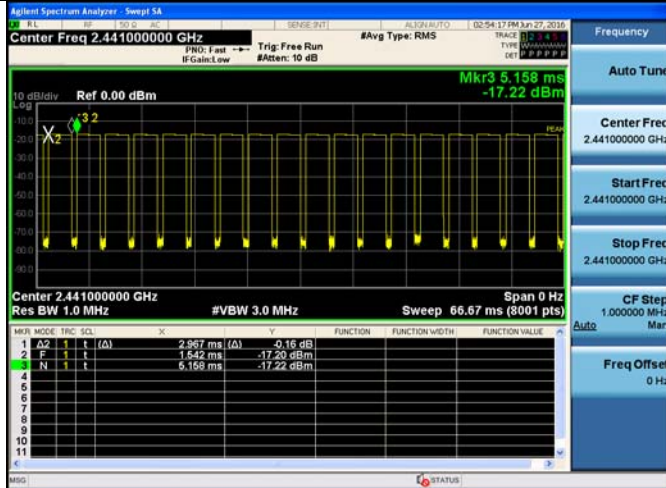 Agilent Spectrum Analyzer - Swept SA
RL RF 50 Ω AC SENSE:INT ALIGN AUTO 02:54:17 PM Jun 27, 2016
Center Freq 2.441000000 GHz
PNO: Fast
IFGain:Low
Trig: Free Run
#Atten: 10 dB
#Avg Type: RMS
TRACE 1 2 3 4 5 6
TYPE W
DET P P P P P P
Mkr3 5.158 ms
-17.22 dBm
10 dB/div Ref 0.00 dBm
Log
-10.0
-20.0
-30.0
-40.0
-50.0
-60.0
-70.0
-80.0
-90.0
3 2
X2
PEAK
Center 2.441000000 GHz Span 0 Hz
Res BW 1.0 MHz #VBW 3.0 MHz Sweep 66.67 ms (8001 pts)
MKR MODE TRC SCL X Y FUNCTION FUNCTION WIDTH FUNCTION VALUE
1 Δ2 1 t (Δ) 2.967 ms (Δ) -0.16 dB
2 F 1 t 1.542 ms -17.20 dBm
3 N 1 t 5.158 ms -17.22 dBm
4
5
6
7
8
9
10
11
MSG STATUS
Frequency
Auto Tune
Center Freq
2.441000000 GHz
Start Freq
2.441000000 GHz
Stop Freq
2.441000000 GHz
CF Step
1.000000 MHz
Auto Man
Freq Offset
0 Hz